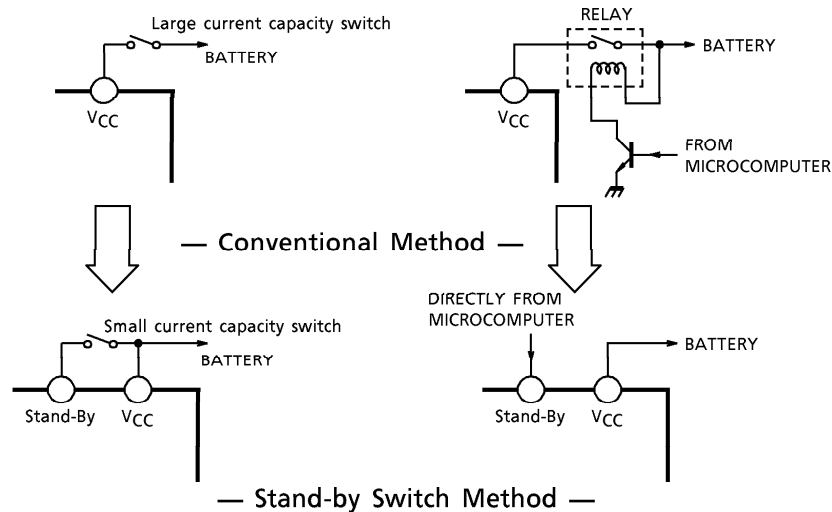 Large current capacity switch
BATTERY
VCC
RELAY
BATTERY
VCC
FROM
MICROCOMPUTER
— Conventional Method —
Small current capacity switch
BATTERY
Stand-By
VCC
DIRECTLY FROM
MICROCOMPUTER
BATTERY
Stand-By
VCC
— Stand-by Switch Method —